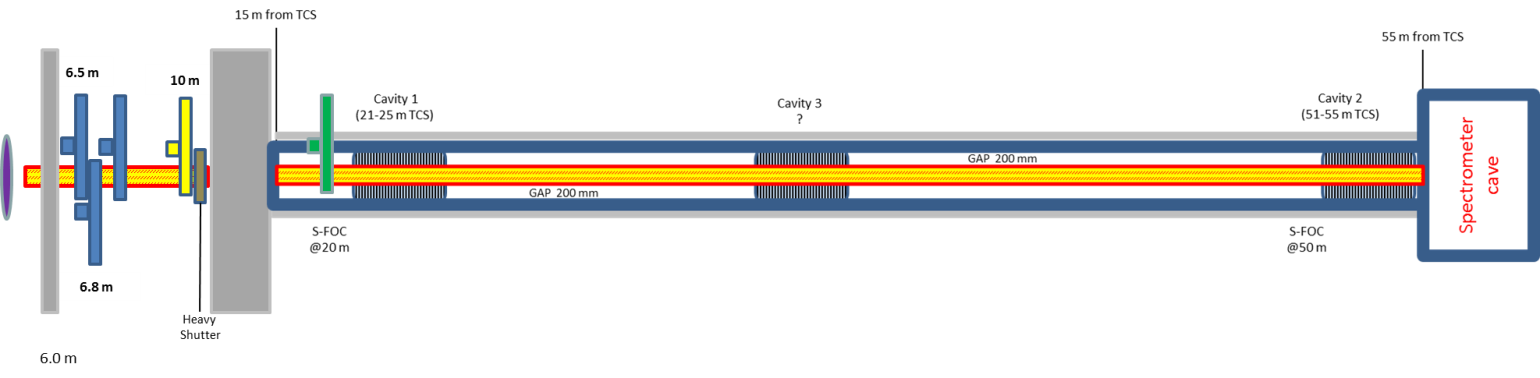 15 m from TCS
55 m from TCS
6.5 m
10 m
Cavity 1
(21-25 m TCS)
Cavity 3
?
Cavity 2
(51-55 m TCS)
GAP 200 mm
GAP 200 mm
Spectrometer
cave
S-FOC
@20 m
S-FOC
@50 m
6.8 m
Heavy
Shutter
6.0 m